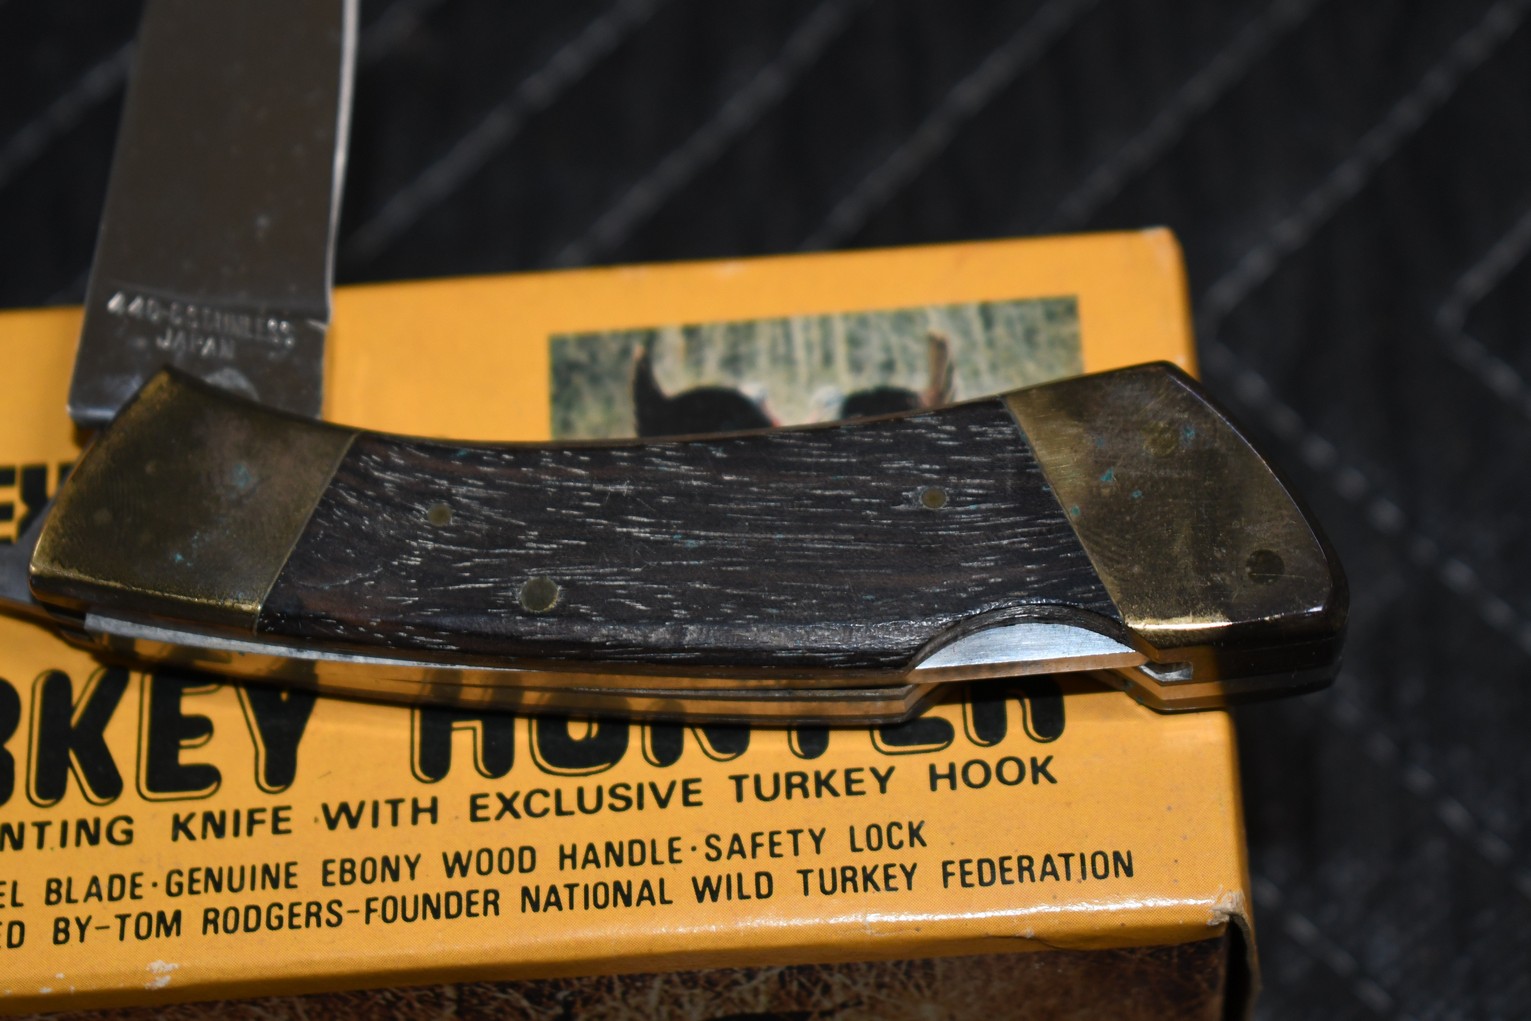 440-STAINLESS
JAPAN
EY
RKEY HUNTER
NTING KNIFE WITH EXCLUSIVE TURKEY HOOK
EL BLADE·GENUINE EBONY WOOD HANDLE·SAFETY LOCK
ED BY-TOM RODGERS-FOUNDER NATIONAL WILD TURKEY FEDERATION